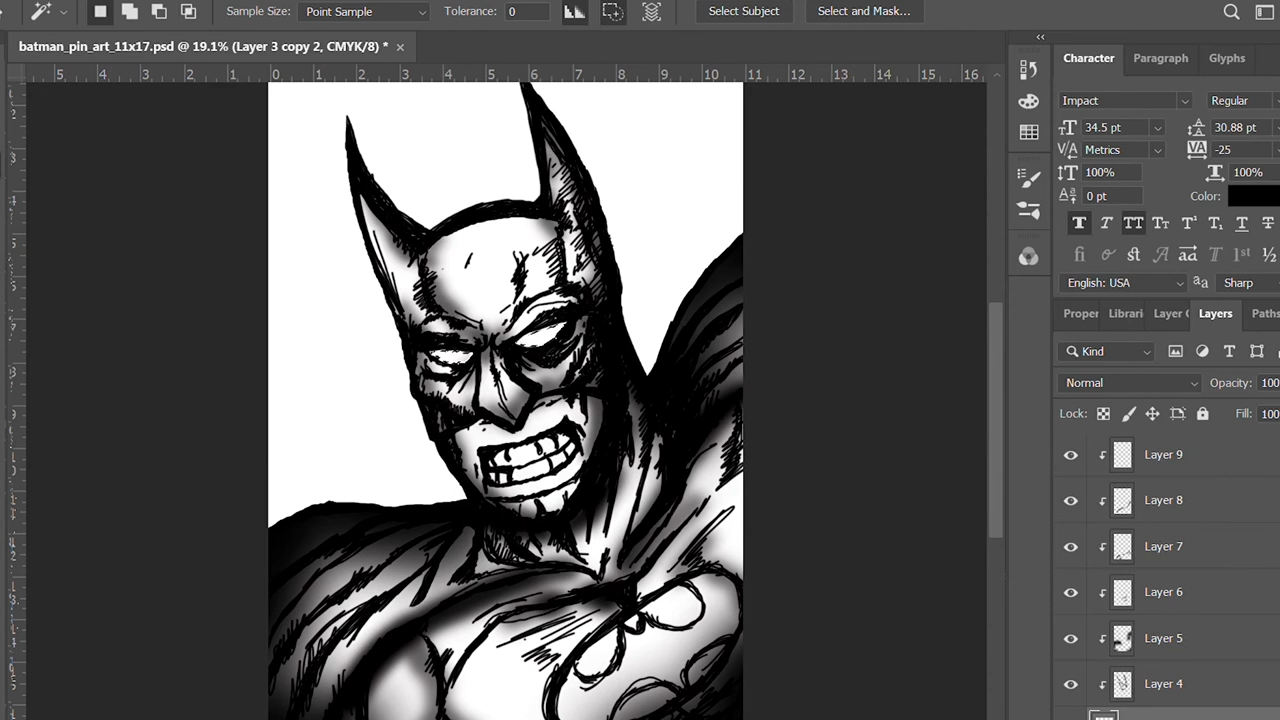 Sample Size: Point Sample Tolerance: 0 Select Subject Select and Mask...
batman_pin_art_11x17.psd @ 19.1% (Layer 3 copy 2, CMYK/8) * ×
5 4 3 2 1 0 1 2 3 4 5 6 7 8 9 10 11 12 13 14 15 16
Character Paragraph Glyphs
Impact Regular
34.5 pt 30.88 pt
Metrics -25
100% 100%
0 pt Color:
English: USA Sharp
Proper Librari Layer Layers Paths
Kind
Normal Opacity: 100
Lock: Fill: 100
Layer 9
Layer 8
Layer 7
Layer 6
Layer 5
Layer 4